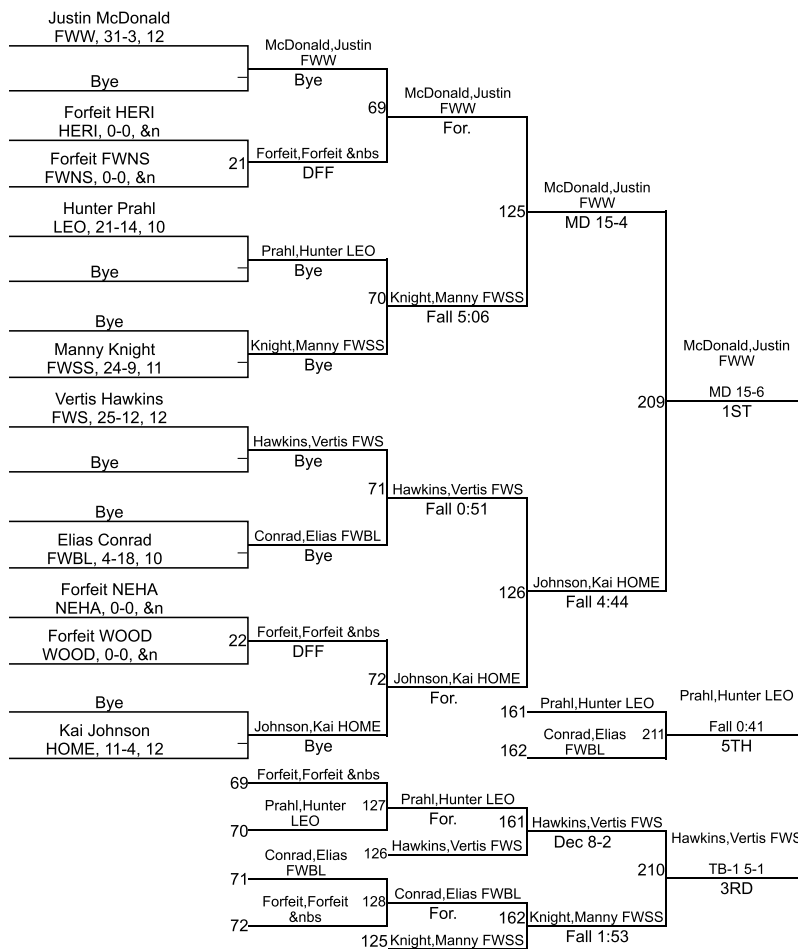 Justin McDonald
FWW, 31-3, 12
Bye
Forfeit HERI
HERI, 0-0, &n
Forfeit FWNS
FWNS, 0-0, &n
Hunter Prahl
LEO, 21-14, 10
Bye
Bye
Manny Knight
FWSS, 24-9, 11
Vertis Hawkins
FWS, 25-12, 12
Bye
Bye
Elias Conrad
FWBL, 4-18, 10
Forfeit NEHA
NEHA, 0-0, &n
Forfeit WOOD
WOOD, 0-0, &n
Bye
Kai Johnson
HOME, 11-4, 12
McDonald,Justin
FWW
Bye
21
Forfeit,Forfeit &nbs
DFF
Prahl,Hunter LEO
Bye
Knight,Manny FWSS
Bye
Hawkins,Vertis FWS
Bye
Conrad,Elias FWBL
Bye
22
Forfeit,Forfeit &nbs
DFF
Johnson,Kai HOME
Bye
69
McDonald,Justin
FWW
For.
70
Knight,Manny FWSS
Fall 5:06
71
Hawkins,Vertis FWS
Fall 0:51
72
Johnson,Kai HOME
For.
125
McDonald,Justin
FWW
MD 15-4
126
Johnson,Kai HOME
Fall 4:44
209
McDonald,Justin
FWW
MD 15-6
1ST
161
Prahl,Hunter LEO
162
Conrad,Elias
FWBL
211
Prahl,Hunter LEO
Fall 0:41
5TH
69
Forfeit,Forfeit &nbs
70
Prahl,Hunter
LEO
71
Conrad,Elias
FWBL
72
Forfeit,Forfeit
&nbs
127
Prahl,Hunter LEO
For.
126
Hawkins,Vertis FWS
128
Conrad,Elias FWBL
For.
125
Knight,Manny FWSS
161
Hawkins,Vertis FWS
Dec 8-2
162
Knight,Manny FWSS
Fall 1:53
210
Hawkins,Vertis FWS
TB-1 5-1
3RD